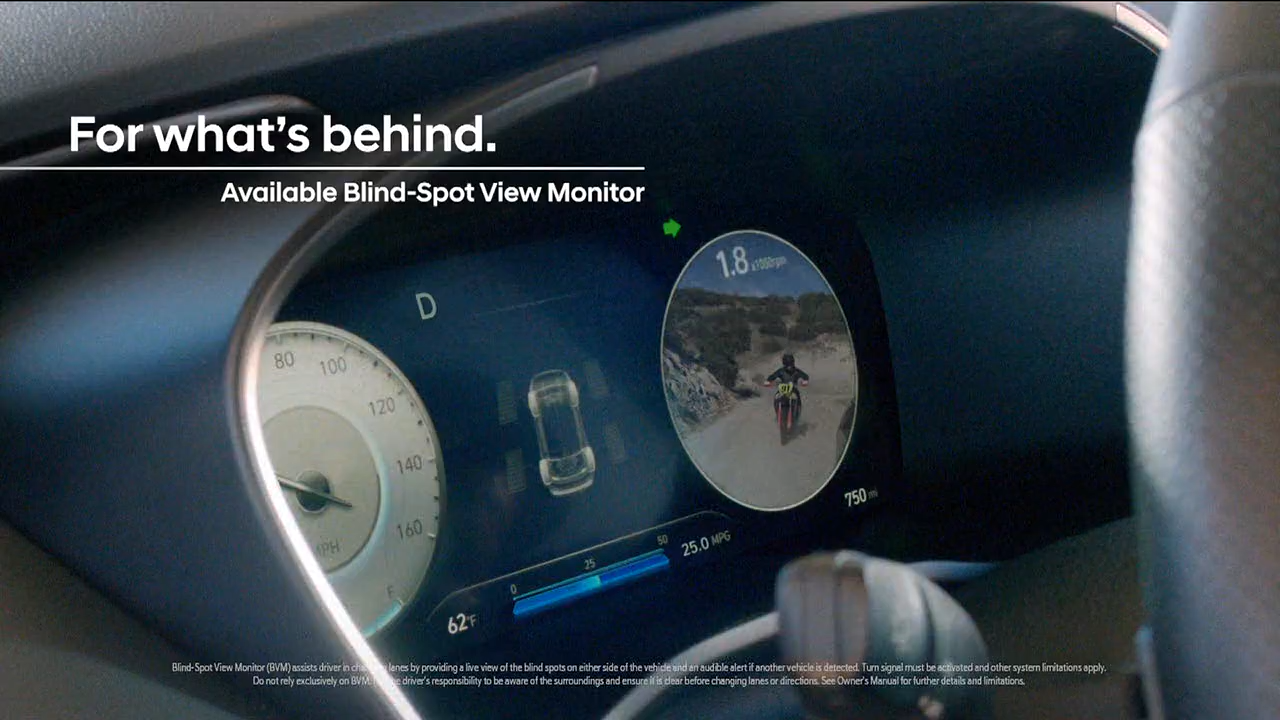 For what's behind.
Available Blind-Spot View Monitor
1.8 x1000rpm
D
80
100
120
140
160
MPH
E
0
25
50
25.0 MPG
750 mi
62°F
Blind-Spot View Monitor (BVM) assists driver in changing lanes by providing a live view of the blind spots on either side of the vehicle and an audible alert if another vehicle is detected. Turn signal must be activated and other system limitations apply.
Do not rely exclusively on BVM. driver's responsibility to be aware of the surroundings and ensure it is clear before changing lanes or directions. See Owner's Manual for further details and limitations.